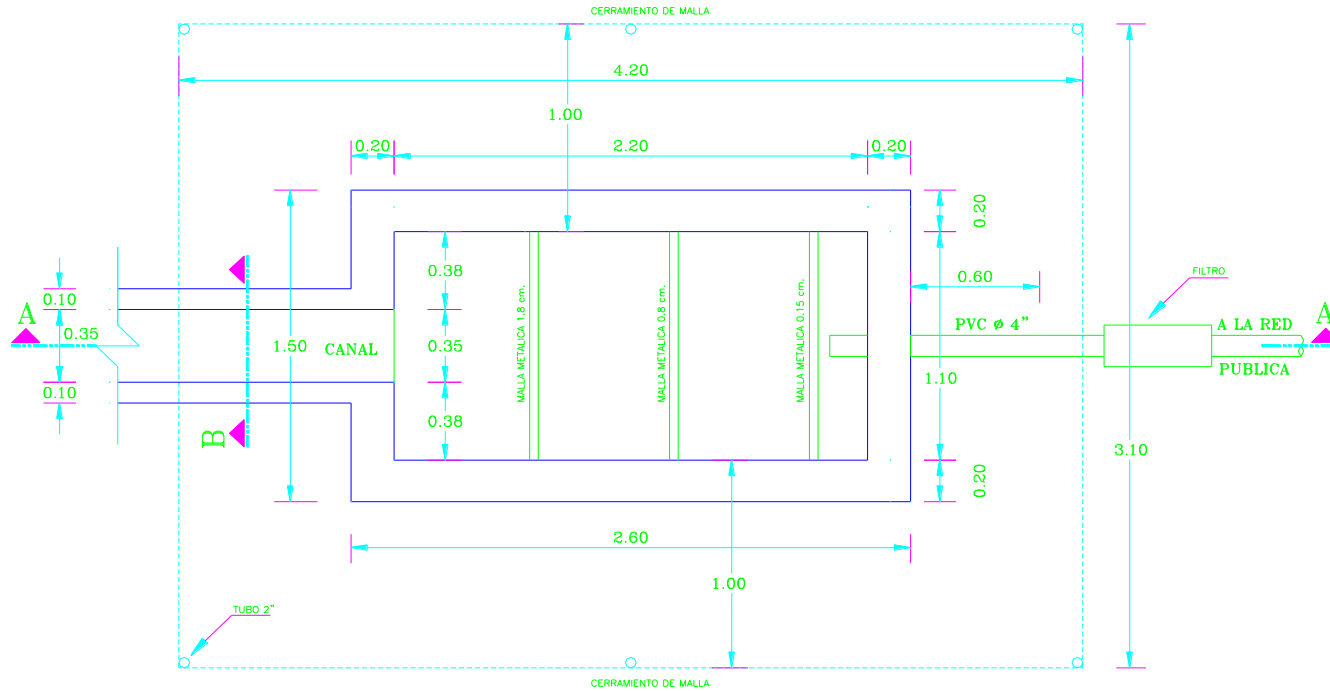 CERRAMIENTO DE MALLA
4.20
1.00
0.20
2.20
0.20
0.20
0.38
0.60
FILTRO
0.10
A
0.35
1.50
CANAL
0.35
MALLA METALICA 1.8 cm.
MALLA METALICA 0.8 cm.
MALLA METALICA 0.15 cm.
PVC ø 4"
A LA RED
PUBLICA
A
1.10
0.10
0.38
B
3.10
0.20
2.60
1.00
TUBO 2"
CERRAMIENTO DE MALLA